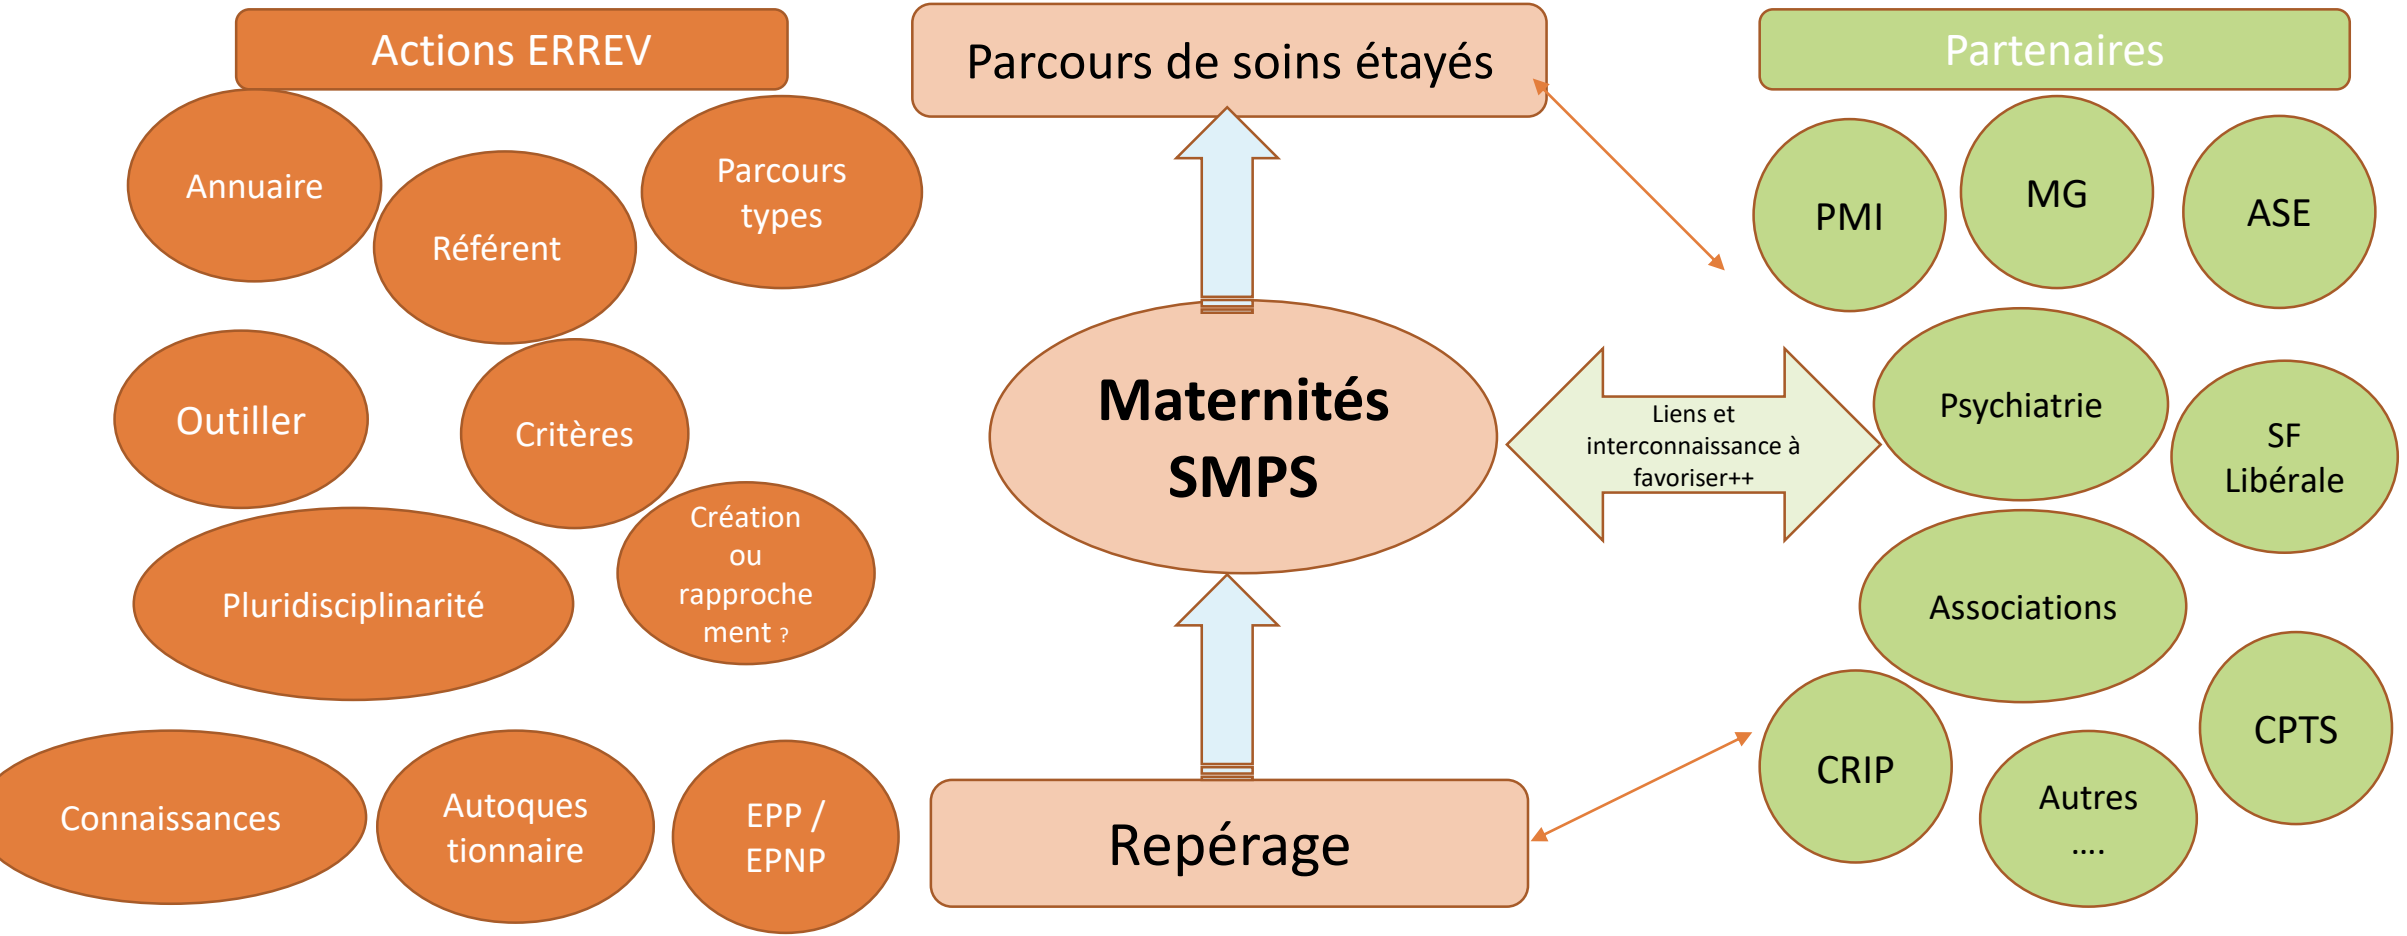 Actions ERREV
Annuaire
Référent
Parcours
types
Outiller
Critères
Pluridisciplinarité
Création
ou
rapproche
ment ?
Connaissances
Autoques
tionnaire
EPP /
EPNP
Parcours de soins étayés
Maternités
SMPS
Repérage
Liens et
interconnaissance à
favoriser++
Partenaires
PMI
MG
ASE
Psychiatrie
SF
Libérale
Associations
CRIP
Autres
....
CPTS